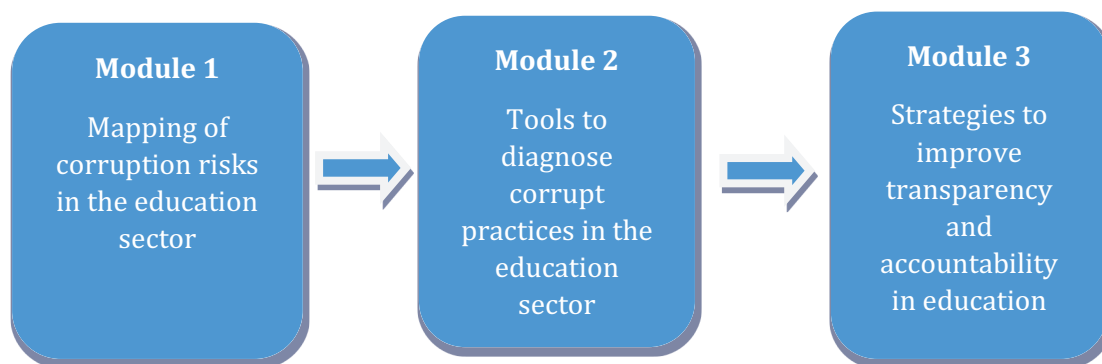 Module 1
Mapping of
corruption risks
in the education
sector
Module 2
Tools to
diagnose
corrupt
practices in the
education
sector
Module 3
Strategies to
improve
transparency
and
accountability
in education